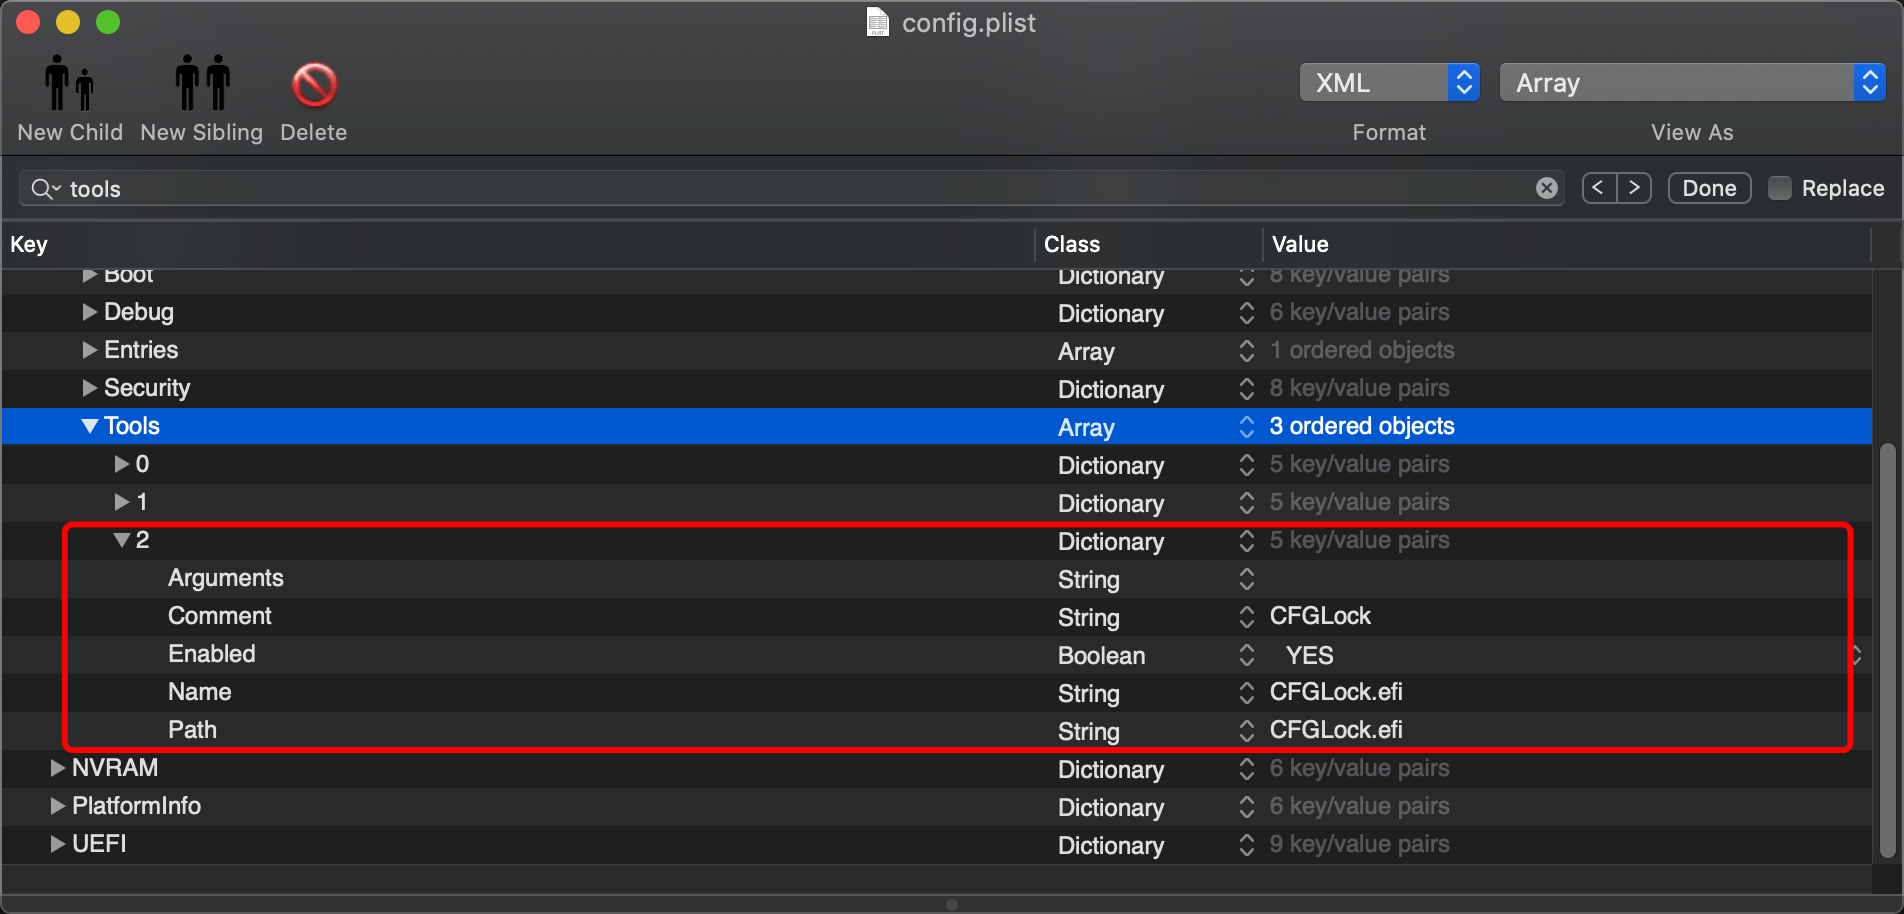 config.plist
New Child New Sibling Delete
XML Array
Format View As
tools < > Done Replace
Key Class Value
Boot Dictionary 8 key/value pairs
Debug Dictionary 6 key/value pairs
Entries Array 1 ordered objects
Security Dictionary 8 key/value pairs
Tools Array 3 ordered objects
0 Dictionary 5 key/value pairs
1 Dictionary 5 key/value pairs
2 Dictionary 5 key/value pairs
Arguments String
Comment String CFGLock
Enabled Boolean YES
Name String CFGLock.efi
Path String CFGLock.efi
NVRAM Dictionary 6 key/value pairs
PlatformInfo Dictionary 6 key/value pairs
UEFI Dictionary 9 key/value pairs